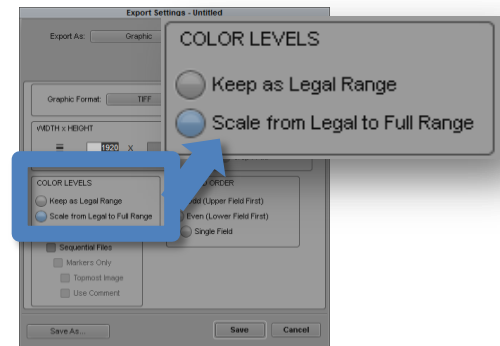 Export Settings - Untitled
Export As:
Graphic
COLOR LEVELS
Keep as Legal Range
Scale from Legal to Full Range
Graphic Format:
TIFF
WIDTH x HEIGHT
1920 X
COLOR LEVELS
Keep as Legal Range
Scale from Legal to Full Range
ORDER
(Upper Field First)
Even (Lower Field First)
Single Field
Sequential Files
Markers Only
Topmost Image
Use Comment
Save As...
Save
Cancel